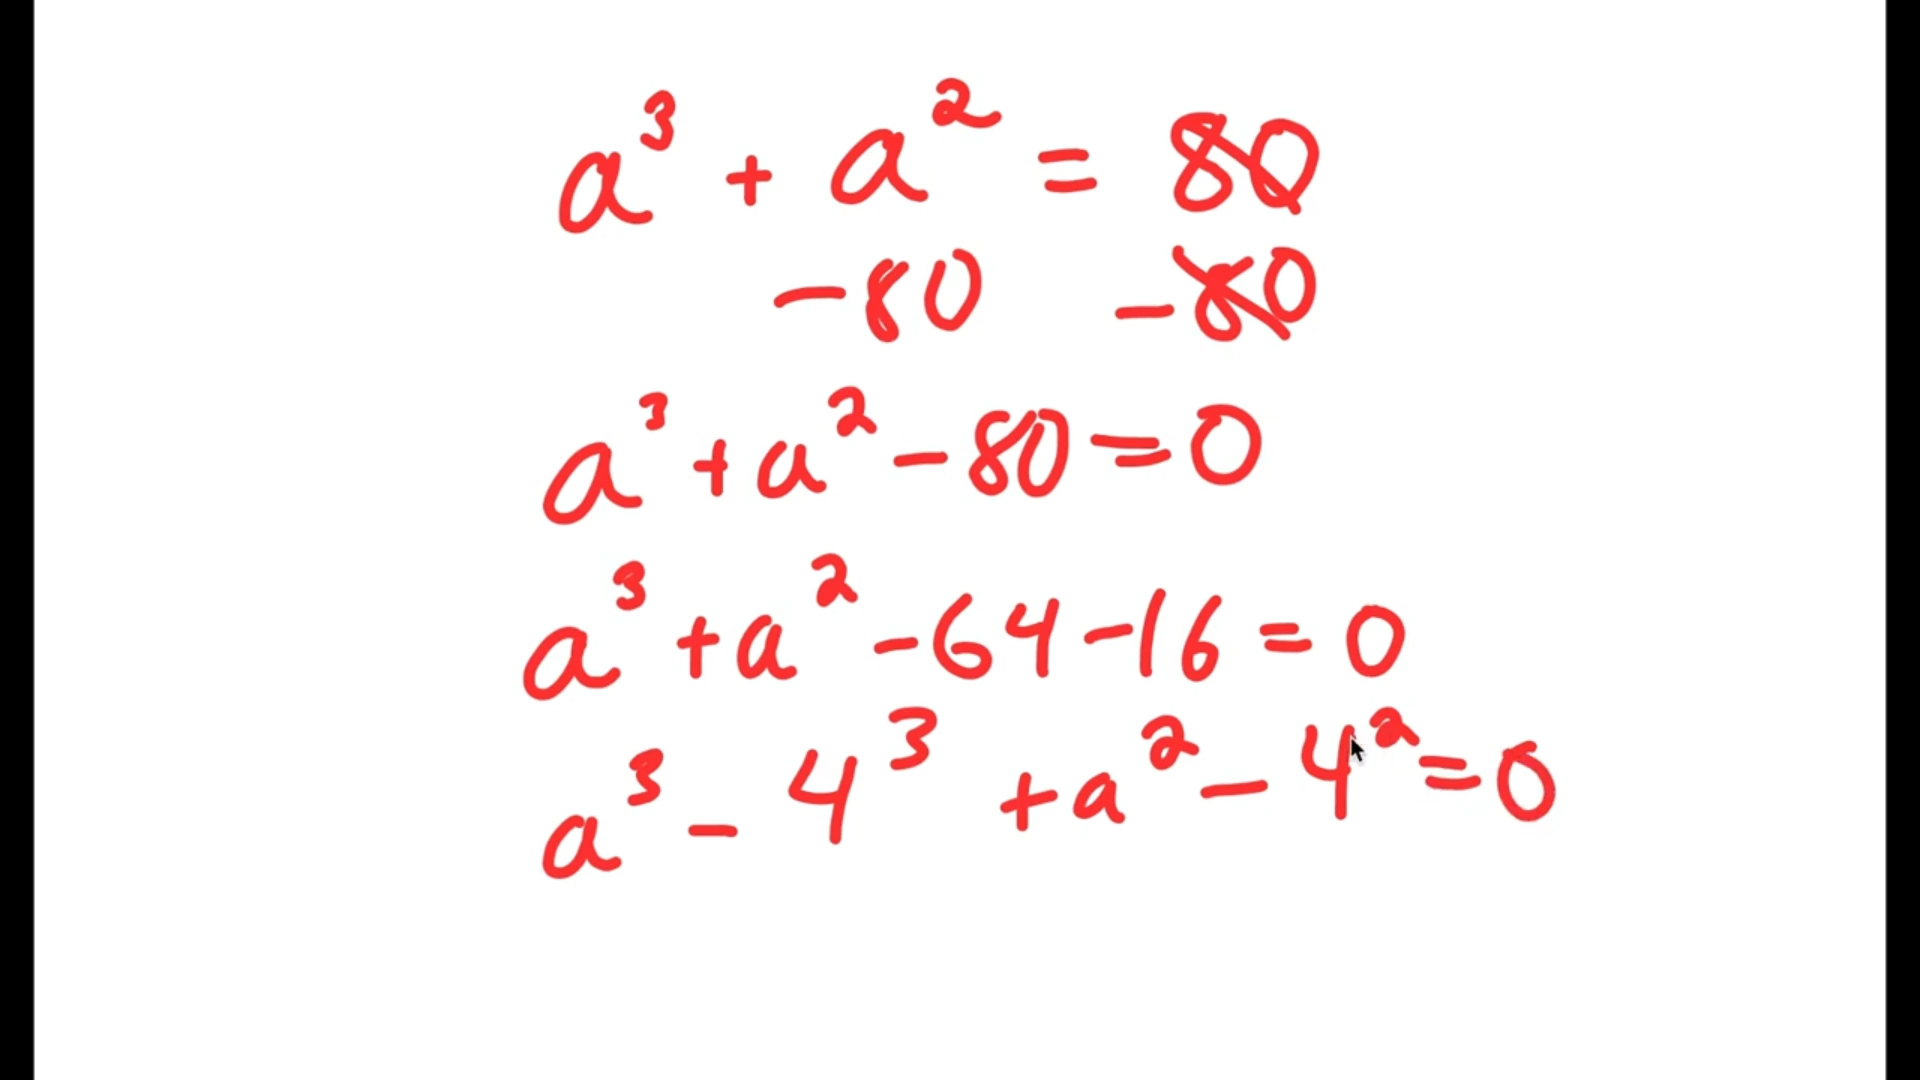 a³ + a² = 80
-80 -80
a³ + a² - 80 = 0
a³ + a² - 64 - 16 = 0
a³ - 4³ + a² - 4² = 0